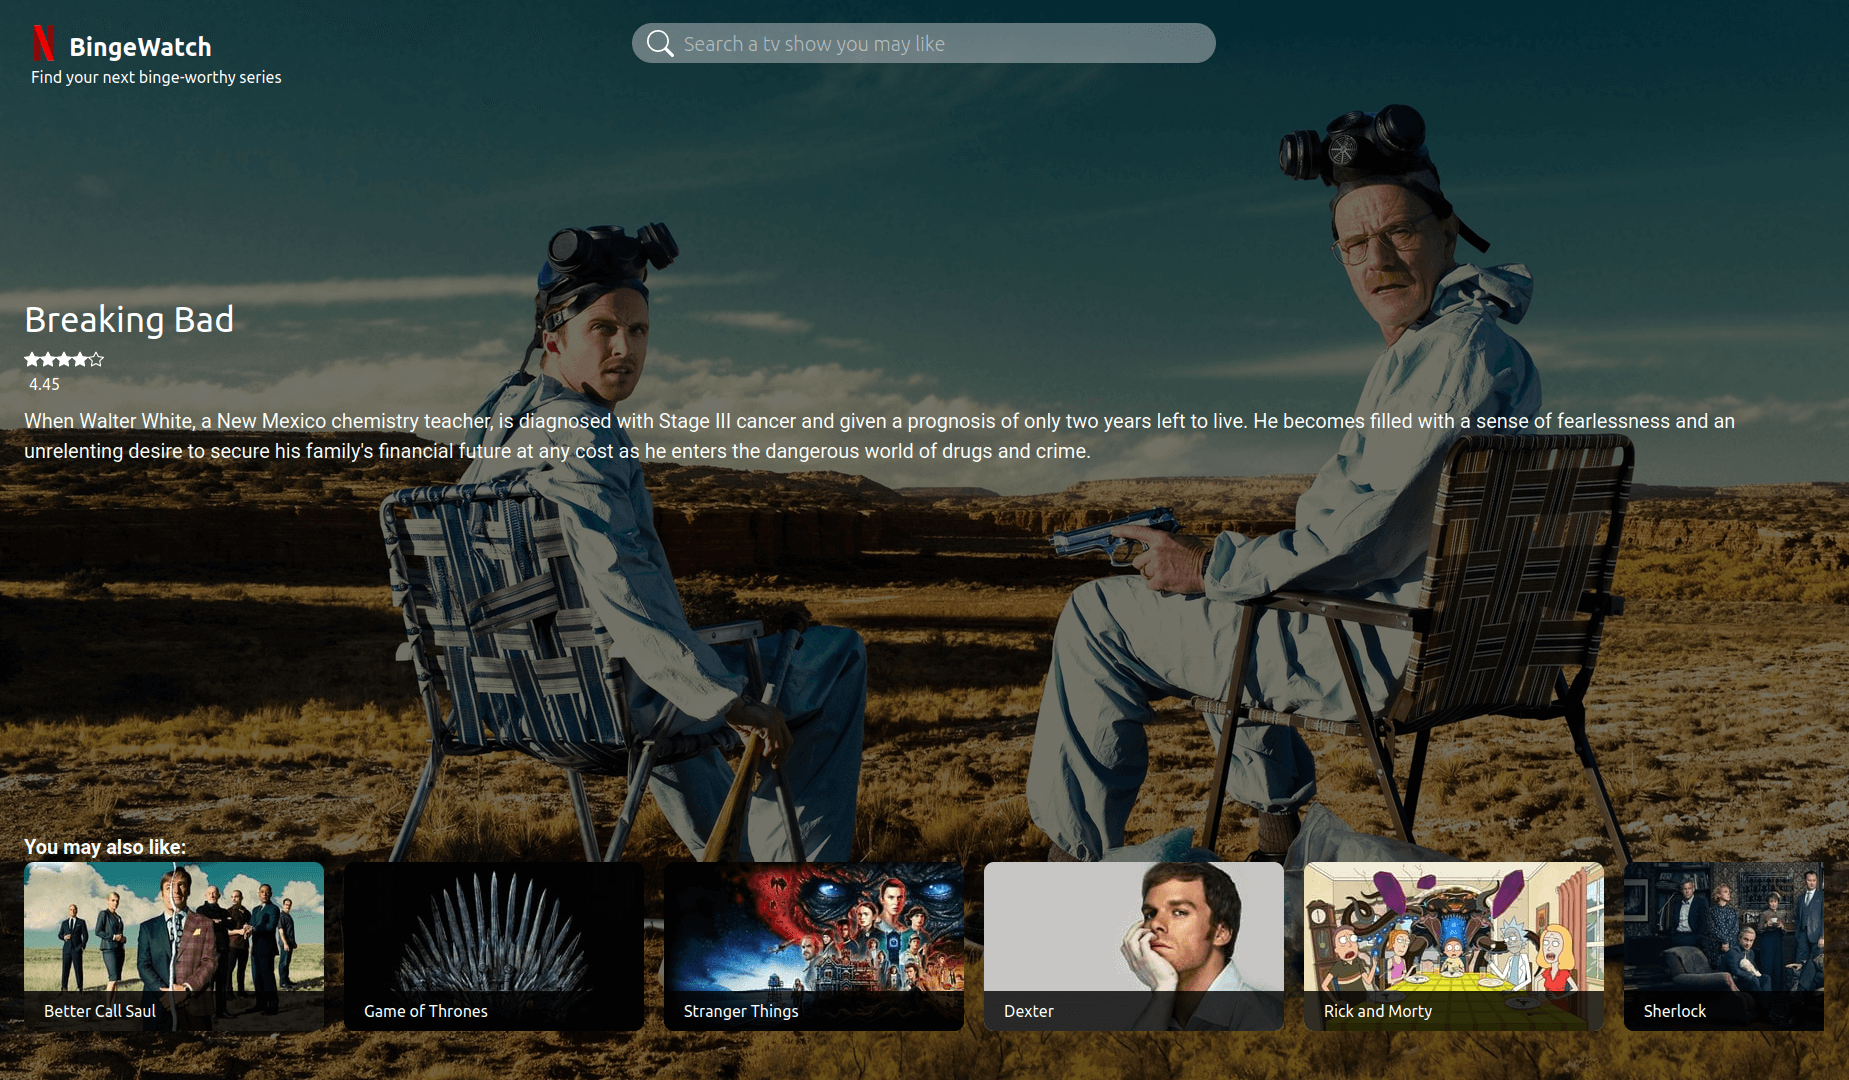 BingeWatch
Find your next binge-worthy series
Search a tv show you may like
Breaking Bad
4.45
When Walter White, a New Mexico chemistry teacher, is diagnosed with Stage III cancer and given a prognosis of only two years left to live. He becomes filled with a sense of fearlessness and an
unrelenting desire to secure his family's financial future at any cost as he enters the dangerous world of drugs and crime.
You may also like:
Better Call Saul
Game of Thrones
Stranger Things
Dexter
Rick and Morty
Sherlock